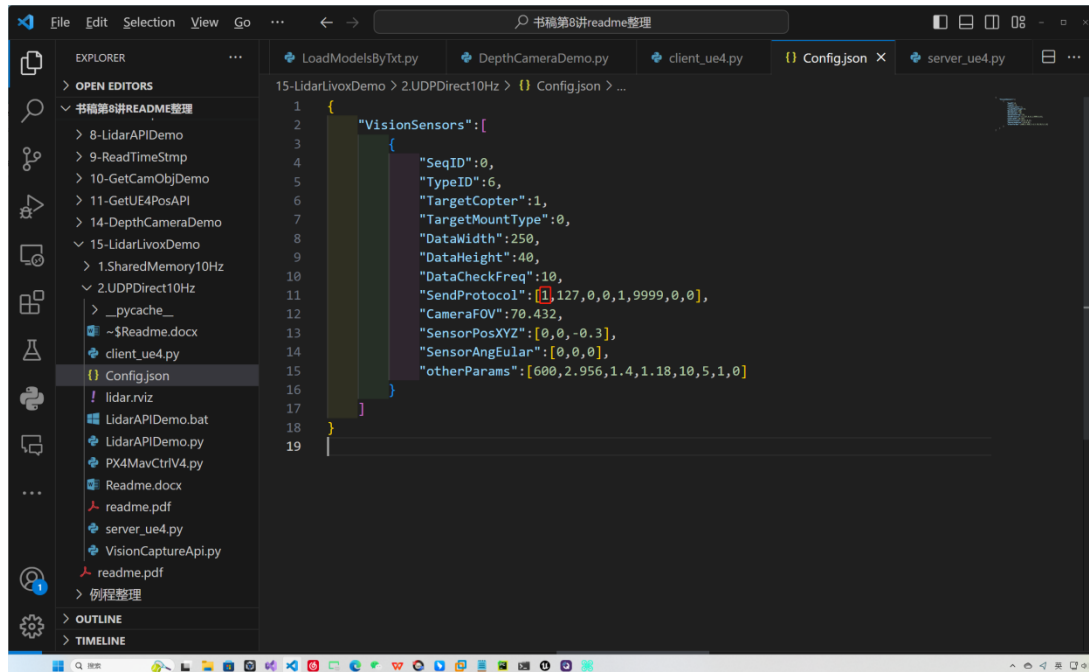 File Edit Selection View Go ··· 书稿第8讲readme整理
EXPLORER ···
OPEN EDITORS
书稿第8讲README整理
8-LidarAPIDemo
9-ReadTimeStmp
10-GetCamObjDemo
11-GetUE4PosAPI
14-DepthCameraDemo
15-LidarLivoxDemo
1.SharedMemory10Hz
2.UDPDirect10Hz
__pycache__
~$Readme.docx
client_ue4.py
{} Config.json
! lidar.rviz
LidarAPIDemo.bat
LidarAPIDemo.py
PX4MavCtrlV4.py
Readme.docx
readme.pdf
server_ue4.py
VisionCaptureApi.py
readme.pdf
例程整理
OUTLINE
TIMELINE
1
LoadModelsByTxt.py DepthCameraDemo.py client_ue4.py {} Config.json server_ue4.py
15-LidarLivoxDemo > 2.UDPDirect10Hz > {} Config.json > ...
1 {
2 "VisionSensors":[
3 {
4 "SeqID":0,
5 "TypeID":6,
6 "TargetCopter":1,
7 "TargetMountType":0,
8 "DataWidth":250,
9 "DataHeight":40,
10 "DataCheckFreq":10,
11 "SendProtocol":[1,127,0,0,1,9999,0,0],
12 "CameraFOV":70.432,
13 "SensorPosXYZ":[0,0,-0.3],
14 "SensorAngEular":[0,0,0],
15 "otherParams":[600,2.956,1.4,1.18,10,5,1,0]
16 }
17 ]
18 }
19
搜索
英